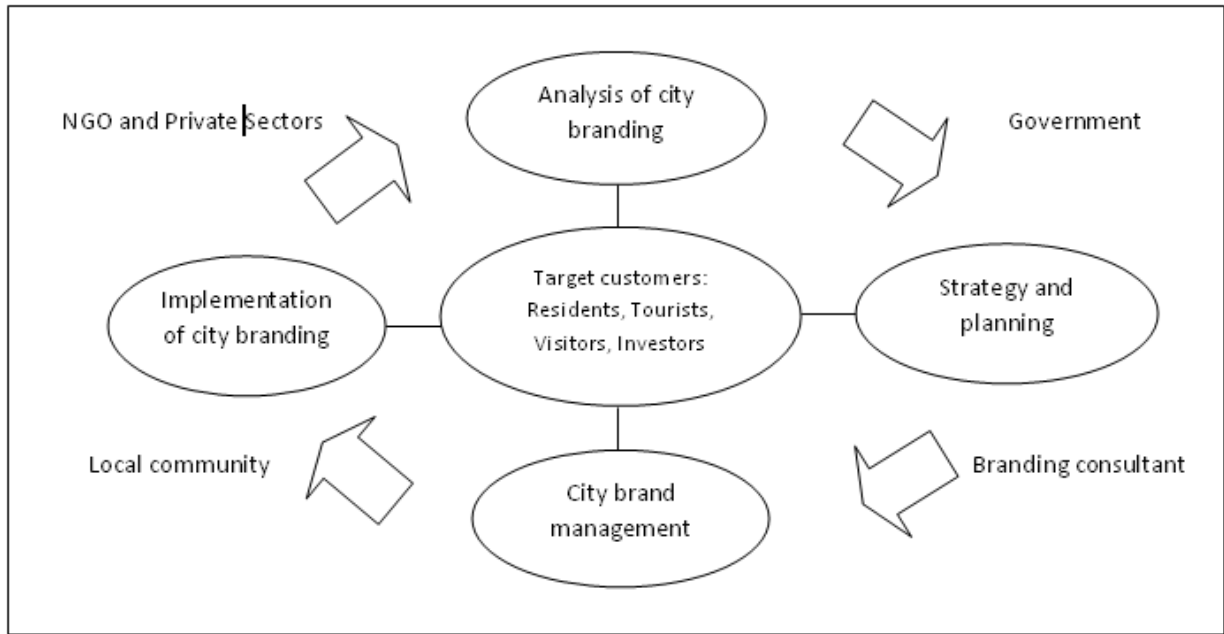 Analysis of city
branding
NGO and Private Sectors
Government
Target customers:
Residents, Tourists,
Visitors, Investors
Implementation
of city branding
Strategy and
planning
Local community
Branding consultant
City brand
management